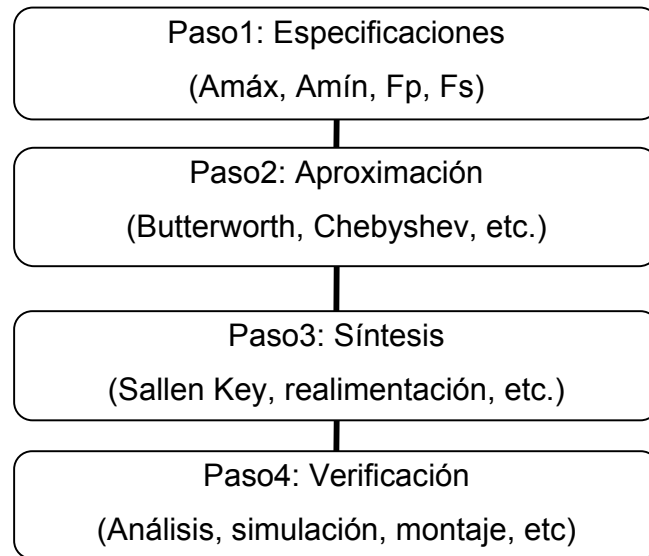 Paso1: Especificaciones
(Amáx, Amín, Fp, Fs)
Paso2: Aproximación
(Butterworth, Chebyshev, etc.)
Paso3: Síntesis
(Sallen Key, realimentación, etc.)
Paso4: Verificación
(Análisis, simulación, montaje, etc)